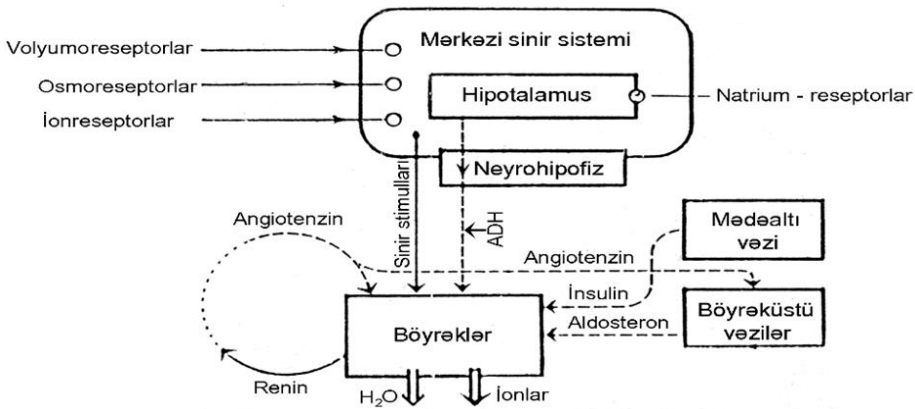 Mərkəzi sinir sistemi
Volyumoreseptorlar
Osmoreseptorlar
Hipotalamus
Natrium - reseptorlar
İonreseptorlar
Neyrohipofiz
Sinir stimulları
ADH
Angiotenzin
Mədəaltı
vəzi
Angiotenzin
İnsulin
Böyrəküstü
vəzilər
Aldosteron
Böyrəklər
Renin
H₂O
İonlar